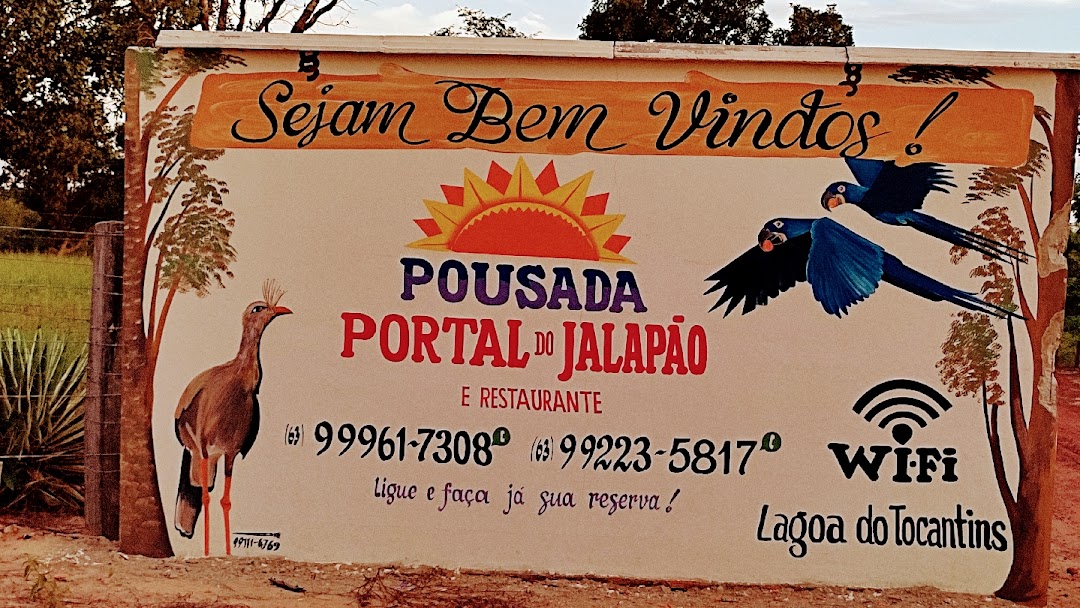 Sejam Bem Vindos!
POUSADA
PORTAL DO JALAPÃO
E RESTAURANTE
(63) 99961-7308 (63) 99223-5817
ligue e faça já sua reserva!
WI-FI
Lagoa do Tocantins